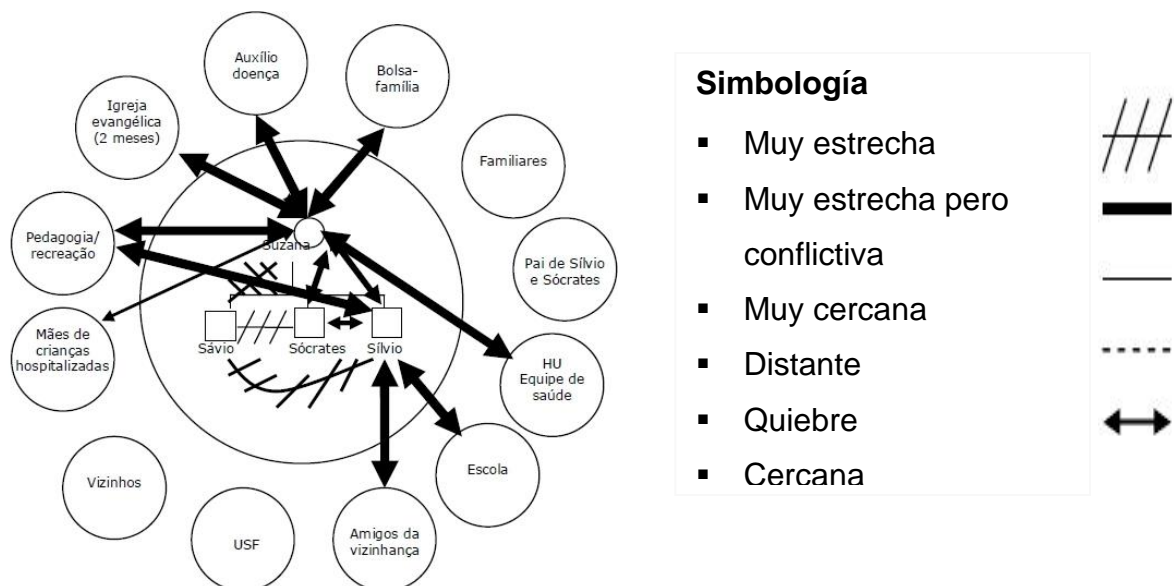 Auxílio
doença
Bolsa-
família
Igreja
evangélica
(2 meses)
Familiares
Pedagogia/
recreação
Suzana
Pai de Sílvio
e Sócrates
Mães de
crianças
hospitalizadas
Sávio
Sócrates
Sílvio
HU
Equipe de
saúde
Escola
Vizinhos
USF
Amigos da
vizinhança
Simbología
▪ Muy estrecha
▪ Muy estrecha pero
conflictiva
▪ Muy cercana
▪ Distante
▪ Quiebre
▪ Cercana